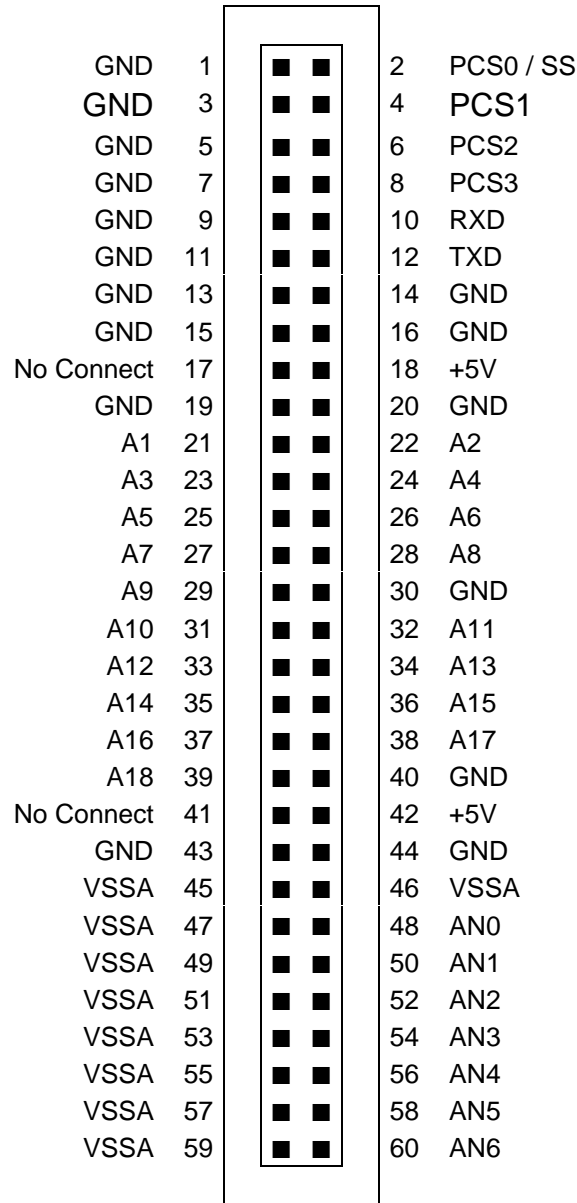 GND 1 2 PCS0 / SS
GND 3 4 PCS1
GND 5 6 PCS2
GND 7 8 PCS3
GND 9 10 RXD
GND 11 12 TXD
GND 13 14 GND
GND 15 16 GND
No Connect 17 18 +5V
GND 19 20 GND
A1 21 22 A2
A3 23 24 A4
A5 25 26 A6
A7 27 28 A8
A9 29 30 GND
A10 31 32 A11
A12 33 34 A13
A14 35 36 A15
A16 37 38 A17
A18 39 40 GND
No Connect 41 42 +5V
GND 43 44 GND
VSSA 45 46 VSSA
VSSA 47 48 AN0
VSSA 49 50 AN1
VSSA 51 52 AN2
VSSA 53 54 AN3
VSSA 55 56 AN4
VSSA 57 58 AN5
VSSA 59 60 AN6